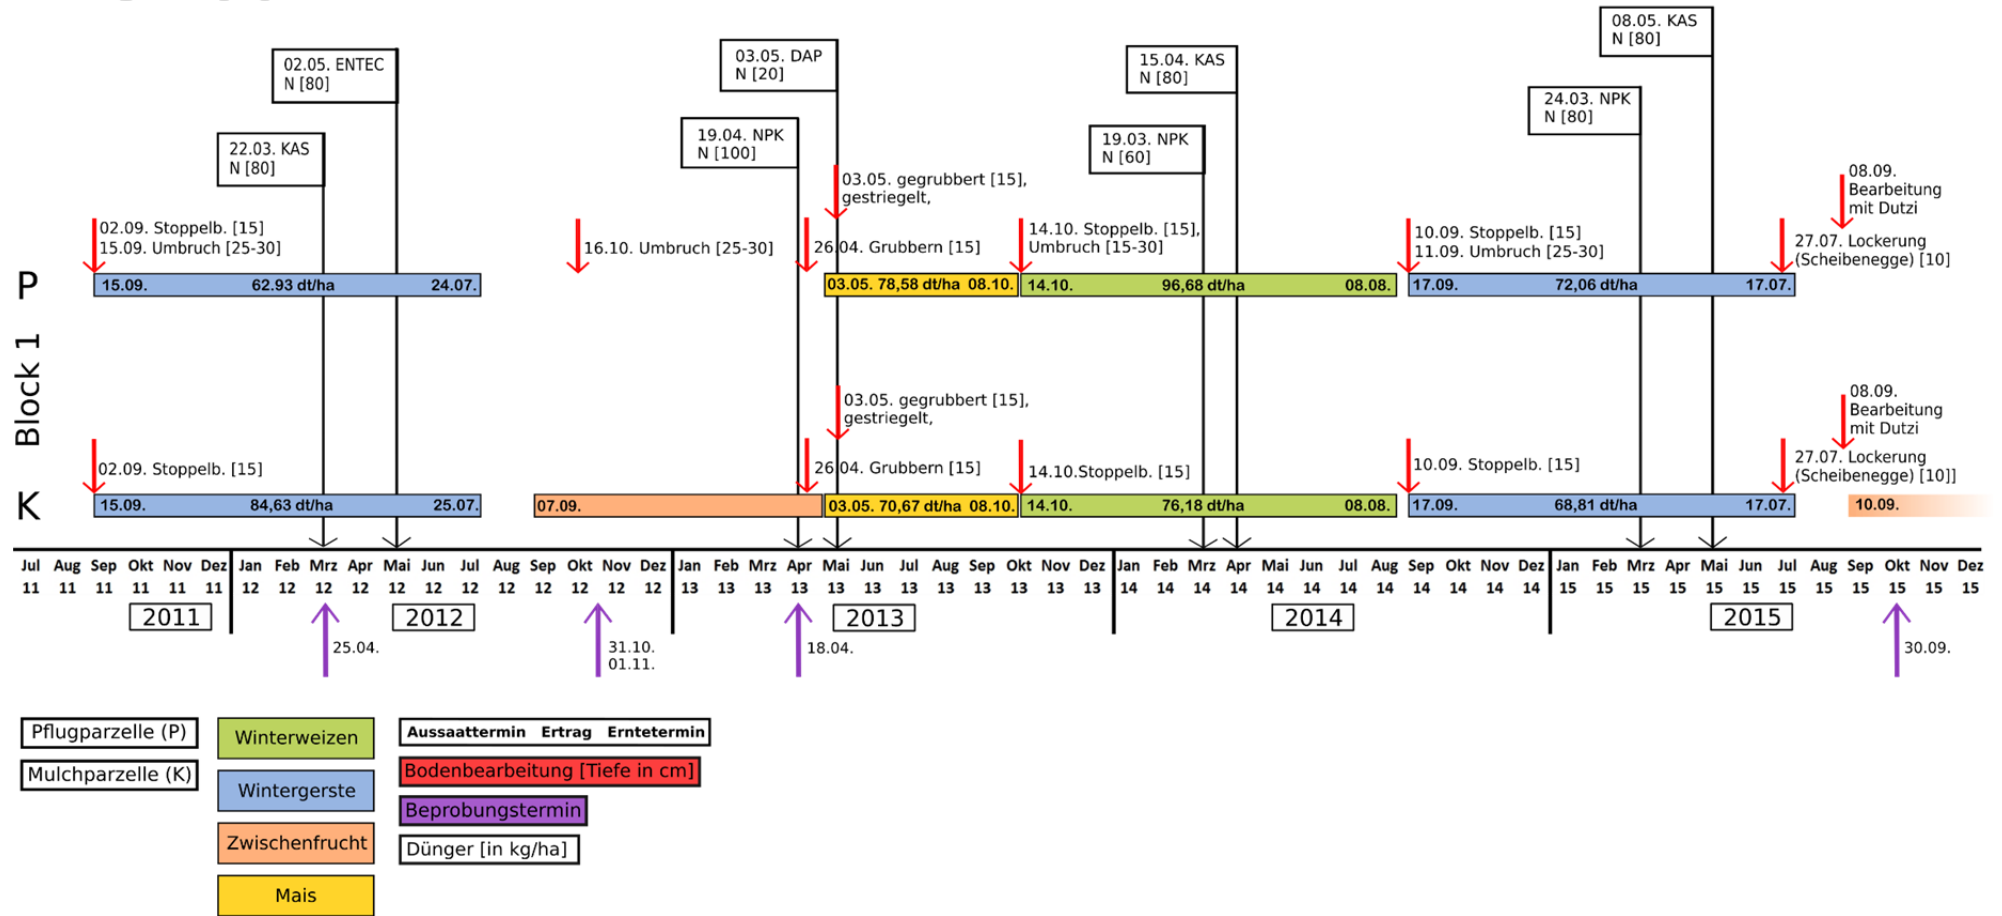 02.05. ENTEC
N [80]
22.03. KAS
N [80]
03.05. DAP
N [20]
19.04. NPK
N [100]
15.04. KAS
N [80]
19.03. NPK
N [60]
08.05. KAS
N [80]
24.03. NPK
N [80]
03.05. gegrubbert [15],
gestriegelt,
08.09.
Bearbeitung
mit Dutzi
02.09. Stoppelb. [15]
15.09. Umbruch [25-30]
16.10. Umbruch [25-30]
26.04. Grubbern [15]
14.10. Stoppelb. [15],
Umbruch [15-30]
10.09. Stoppelb. [15]
11.09. Umbruch [25-30]
27.07. Lockerung
(Scheibenegge) [10]
Block 1
P
15.09. 62.93 dt/ha 24.07.
03.05. 78,58 dt/ha 08.10.
14.10. 96,68 dt/ha 08.08.
17.09. 72,06 dt/ha 17.07.
03.05. gegrubbert [15],
gestriegelt,
08.09.
Bearbeitung
mit Dutzi
02.09. Stoppelb. [15]
26.04. Grubbern [15]
14.10.Stoppelb. [15]
10.09. Stoppelb. [15]
27.07. Lockerung
(Scheibenegge) [10]]
K
15.09. 84,63 dt/ha 25.07.
07.09.
03.05. 70,67 dt/ha 08.10.
14.10. 76,18 dt/ha 08.08.
17.09. 68,81 dt/ha 17.07.
10.09.
Jul Aug Sep Okt Nov Dez Jan Feb Mrz Apr Mai Jun Jul Aug Sep Okt Nov Dez Jan Feb Mrz Apr Mai Jun Jul Aug Sep Okt Nov Dez Jan Feb Mrz Apr Mai Jun Jul Aug Sep Okt Nov Dez Jan Feb Mrz Apr Mai Jun Jul Aug Sep Okt Nov Dez
11 11 11 11 11 11 12 12 12 12 12 12 12 12 12 12 12 12 13 13 13 13 13 13 13 13 13 13 13 13 14 14 14 14 14 14 14 14 14 14 14 14 15 15 15 15 15 15 15 15 15 15 15 15
2011 2012 2013 2014 2015
25.04.
31.10.
01.11.
18.04.
30.09.
Pflugparzelle (P)
Mulchparzelle (K)
Winterweizen
Wintergerste
Zwischenfrucht
Mais
Aussaattermin Ertrag Erntetermin
Bodenbearbeitung [Tiefe in cm]
Beprobungstermin
Dünger [in kg/ha]